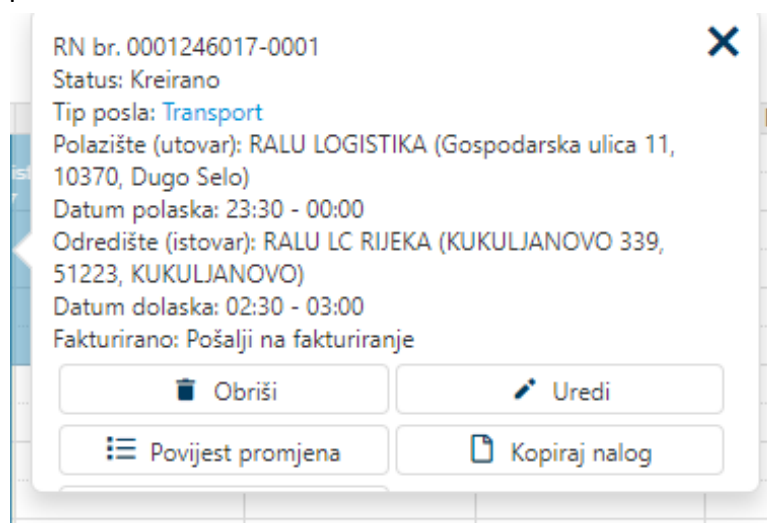 RN br. 0001246017-0001
Status: Kreirano
Tip posla: Transport
Polazište (utovar): RALU LOGISTIKA (Gospodarska ulica 11,
10370, Dugo Selo)
Datum polaska: 23:30 - 00:00
Odredište (istovar): RALU LC RIJEKA (KUKULJANOVO 339,
51223, KUKULJANOVO)
Datum dolaska: 02:30 - 03:00
Fakturirano: Pošalji na fakturiranje
Obriši
Uredi
Povijest promjena
Kopiraj nalog